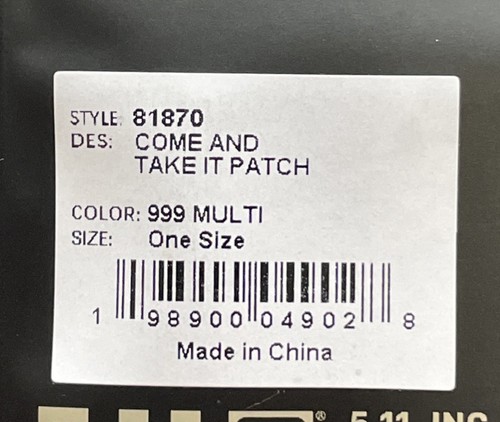 STYLE: 81870
DES: COME AND
TAKE IT PATCH
COLOR: 999 MULTI
SIZE: One Size
1 98900 04902 8
Made in China
® 5.11, INC